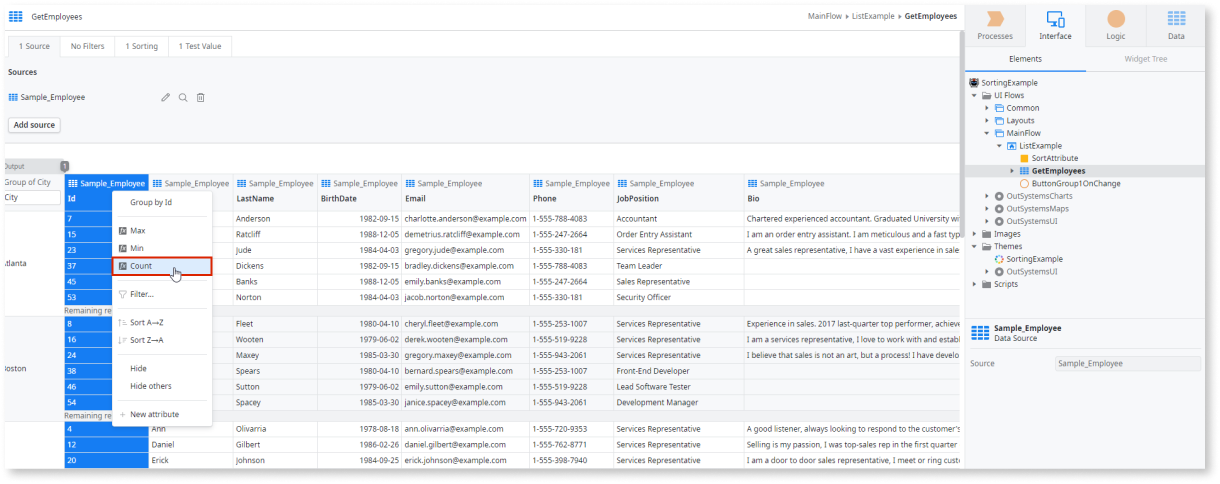 GetEmployees
MainFlow ListExample GetEmployees
1 Source No Filters 1 Sorting 1 Test Value
Sources
Sample_Employee
Add source
Output 1
Group of City Sample_Employee Sample_Employee Sample_Employee Sample_Employee Sample_Employee Sample_Employee Sample_Employee Sample_Employee
City Id LastName BirthDate Email Phone JobPosition Bio
7 Anderson 1982-09-15 charlotte.anderson@example.com 1-555-788-4083 Accountant Chartered experienced accountant. Graduated University wi
15 Ratcliff 1988-12-05 demetrius.ratcliff@example.com 1-555-247-2664 Order Entry Assistant I am an order entry assistant. I am meticulous and a fast typ
23 Jude 1984-04-03 gregory.jude@example.com 1-555-330-181 Services Representative A great sales representative, I have a vast experience in sale
Atlanta 37 Dickens 1982-09-15 bradley.dickens@example.com 1-555-788-4083 Team Leader
45 Banks 1988-12-05 emily.banks@example.com 1-555-247-2664 Sales Representative
53 Norton 1984-04-03 jacob.norton@example.com 1-555-330-181 Security Officer
Remaining re
8 Fleet 1980-04-10 cheryl.fleet@example.com 1-555-253-1007 Services Representative Experience in sales. 2017 last-quarter top performer, achieve
16 Wooten 1979-06-02 derek.wooten@example.com 1-555-519-9228 Services Representative I am a services representative, I love to work with and establ
24 Maxey 1985-03-30 gregory.maxey@example.com 1-555-943-2061 Services Representative I believe that sales is not an art, but a process! I have develo
Boston 38 Spears 1980-04-10 bernard.spears@example.com 1-555-253-1007 Front-End Developer
46 Sutton 1979-06-02 emily.sutton@example.com 1-555-519-9228 Lead Software Tester
54 Spacey 1985-03-30 janice.spacey@example.com 1-555-943-2061 Development Manager
Remaining re
4 Ann Olivarria 1978-08-18 ann.olivarria@example.com 1-555-720-9353 Services Representative A good listener, always looking to respond to the customer's
12 Daniel Gilbert 1986-02-26 daniel.gilbert@example.com 1-555-762-8771 Services Representative Selling is my passion, I was top-sales rep in the first quarter
20 Erick Johnson 1984-09-25 erick.johnson@example.com 1-555-398-7940 Services Representative I am a door to door sales representative, I meet or ring custo
Group by Id
Max
Min
Count
Filter...
Sort A→Z
Sort Z→A
Hide
Hide others
New attribute
Processes Interface Logic Data
Elements Widget Tree
SortingExample
UI Flows
Common
Layouts
MainFlow
ListExample
SortAttribute
GetEmployees
ButtonGroup1OnChange
OutSystemsCharts
OutSystemsMaps
OutSystemsUI
Images
Themes
SortingExample
OutSystemsUI
Scripts
Sample_Employee
Data Source
Source Sample_Employee